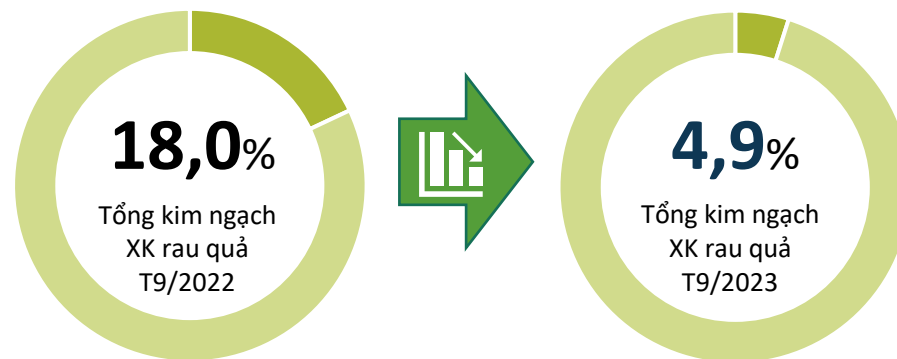 18,0%
Tổng kim ngạch
XK rau quả
T9/2022
4,9%
Tổng kim ngạch
XK rau quả
T9/2023